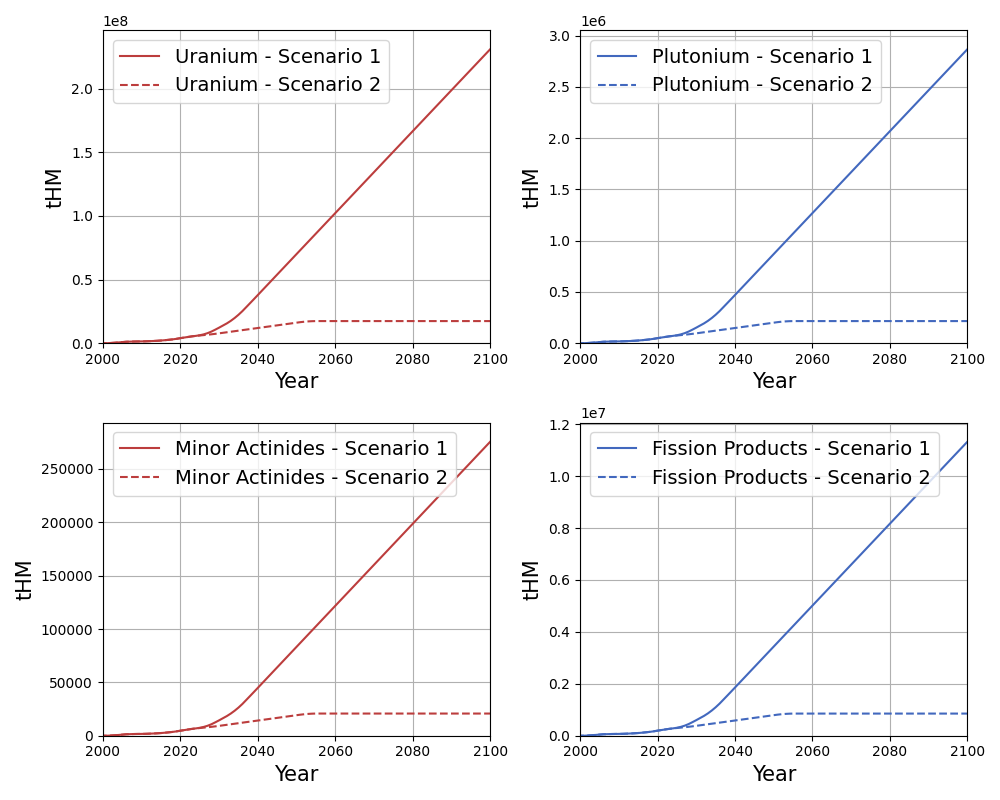 1e8
Uranium - Scenario 1
Uranium - Scenario 2
2.0
1.5
1.0
0.5
0.0
tHM
2000 2020 2040 2060 2080 2100
Year
1e6
Plutonium - Scenario 1
Plutonium - Scenario 2
3.0
2.5
2.0
1.5
1.0
0.5
0.0
tHM
2000 2020 2040 2060 2080 2100
Year
Minor Actinides - Scenario 1
Minor Actinides - Scenario 2
250000
200000
150000
100000
50000
0
tHM
2000 2020 2040 2060 2080 2100
Year
1e7
Fission Products - Scenario 1
Fission Products - Scenario 2
1.2
1.0
0.8
0.6
0.4
0.2
0.0
tHM
2000 2020 2040 2060 2080 2100
Year